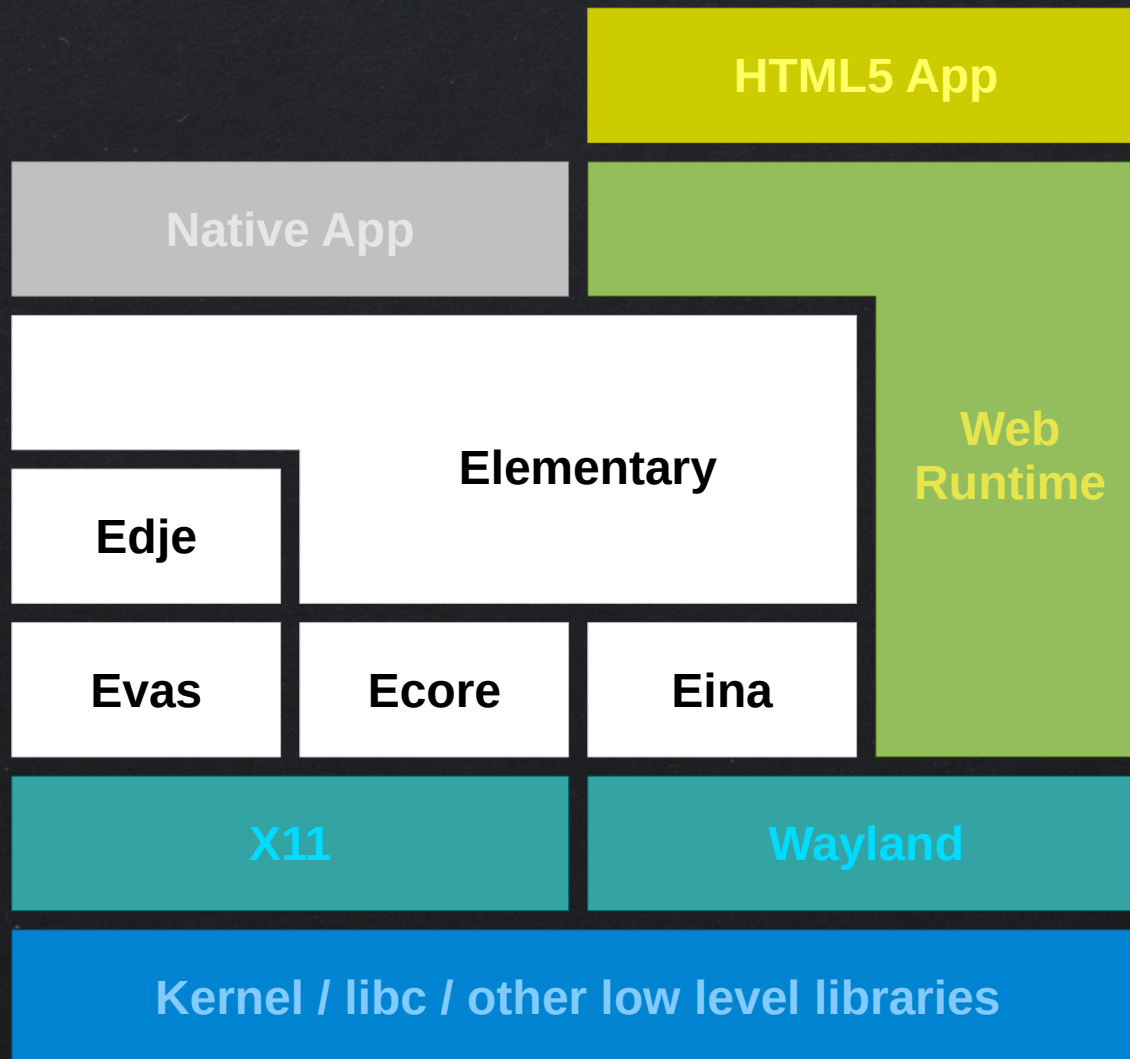 HTML5 App
Native App
Web
Runtime
Elementary
Edje
Evas
Ecore
Eina
X11
Wayland
Kernel / libc / other low level libraries